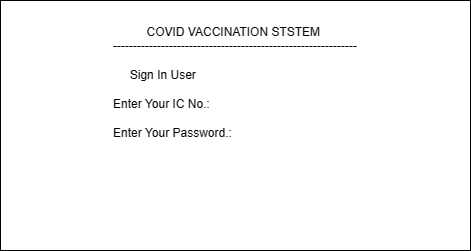 COVID VACCINATION STSTEM
-------------------------------------------------------------
Sign In User
Enter Your IC No.:
Enter Your Password.: